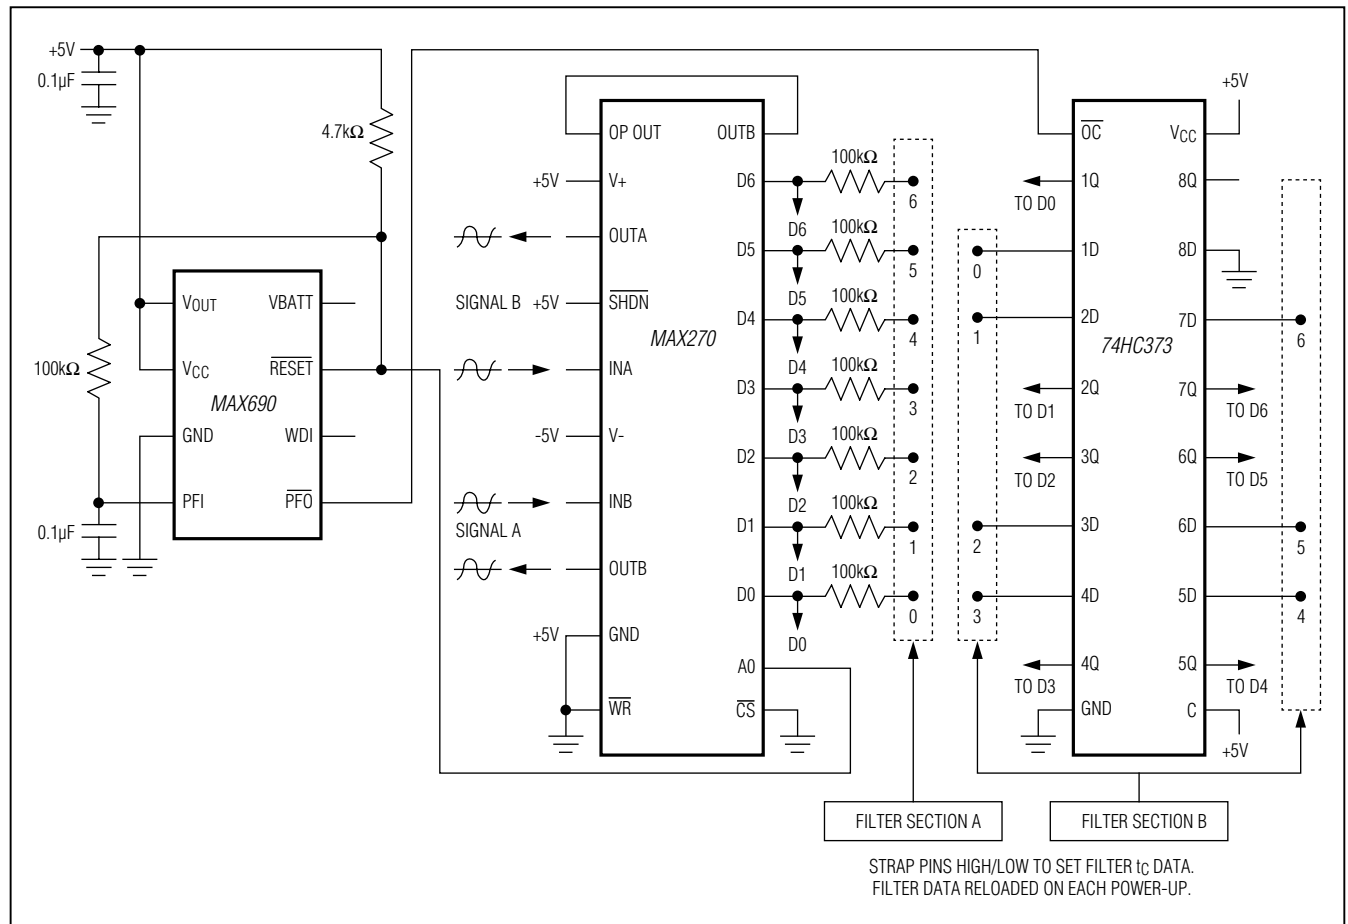 +5V
0.1µF
4.7kΩ
100kΩ
0.1µF
VOUT
VCC
GND
PFI
VBATT
RESET
WDI
PFO
MAX690
+5V
SIGNAL B +5V
-5V
SIGNAL A
+5V
OP OUT
V+
OUTA
SHDN
INA
V-
INB
OUTB
GND
WR
MAX270
OUTB
D6
D5
D4
D3
D2
D1
D0
A0
CS
100kΩ
D6
6
100kΩ
D5
5
100kΩ
D4
4
100kΩ
D3
3
100kΩ
D2
2
100kΩ
D1
1
100kΩ
D0
0
0
1
2
3
TO D0
TO D1
TO D2
TO D3
OC
1Q
1D
2D
2Q
3Q
3D
4D
4Q
GND
74HC373
VCC
8Q
8D
7D
7Q
6Q
6D
5D
5Q
C
+5V
6
TO D6
TO D5
5
4
TO D4
+5V
FILTER SECTION A
FILTER SECTION B
STRAP PINS HIGH/LOW TO SET FILTER tC DATA.
FILTER DATA RELOADED ON EACH POWER-UP.